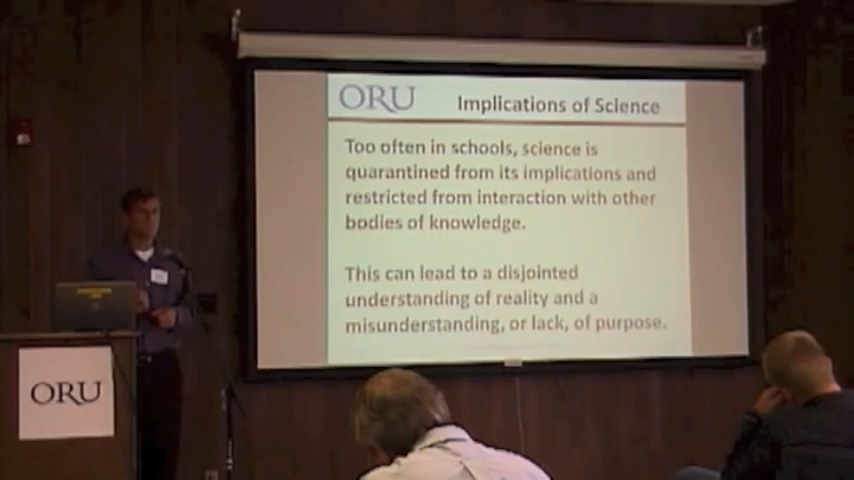 ORU
Implications of Science
Too often in schools, science is
quarantined from its implications and
restricted from interaction with other
bodies of knowledge.
This can lead to a disjointed
understanding of reality and a
misunderstanding, or lack, of purpose.
ORU